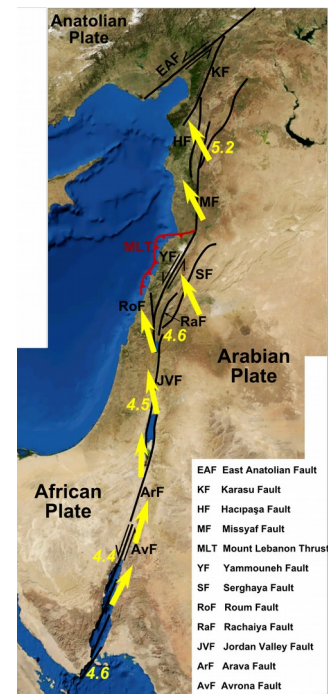 Anatolian
Plate
EAF
KF
HF
5.2
MF
MLT
YF
SF
RoF
RaF
4.6
Arabian
Plate
JVF
4.5
African
Plate
ArF
4.4
AvF
4.6
EAF East Anatolian Fault
KF Karasu Fault
HF Hacıpaşa Fault
MF Missyaf Fault
MLT Mount Lebanon Thrust
YF Yammouneh Fault
SF Serghaya Fault
RoF Roum Fault
RaF Rachaiya Fault
JVF Jordan Valley Fault
ArF Arava Fault
AvF Avrona Fault